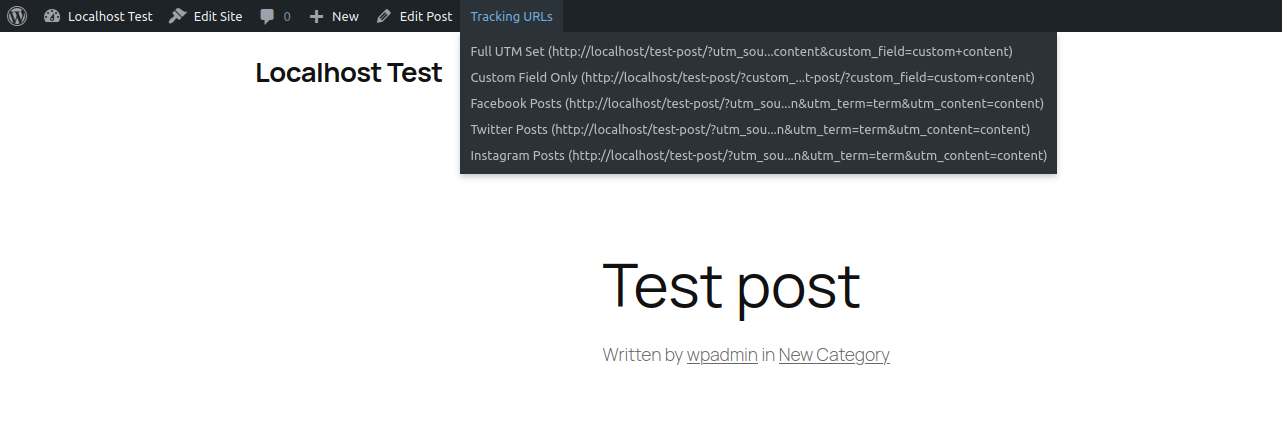 Localhost Test Edit Site 0 New Edit Post Tracking URLs
Full UTM Set (http://localhost/test-post/?utm_sou...content&custom_field=custom+content)
Custom Field Only (http://localhost/test-post/?custom_...t-post/?custom_field=custom+content)
Facebook Posts (http://localhost/test-post/?utm_sou...n&utm_term=term&utm_content=content)
Twitter Posts (http://localhost/test-post/?utm_sou...n&utm_term=term&utm_content=content)
Instagram Posts (http://localhost/test-post/?utm_sou...n&utm_term=term&utm_content=content)
Localhost Test
Test post
Written by wpadmin in New Category